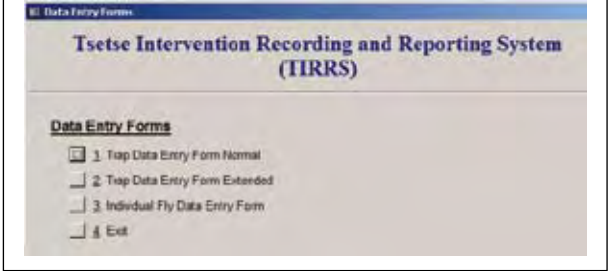 Data Entry Forms
Tsetse Intervention Recording and Reporting System
(TIRRS)
Data Entry Forms
1 Trap Data Entry Form Normal
2 Trap Data Entry Form Extended
3 Individual Fly Data Entry Form
4 Exit